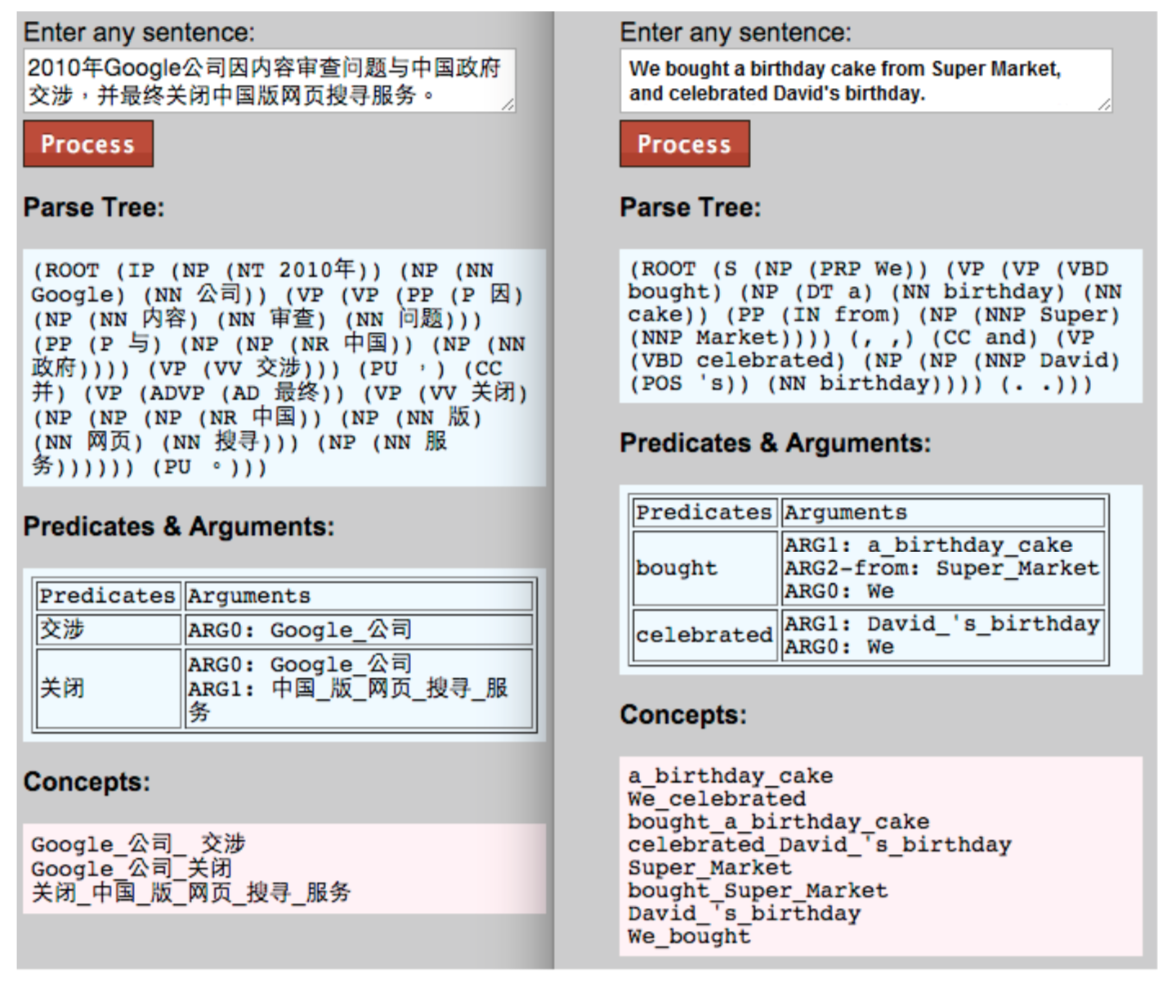 Enter any sentence:
2010年Google公司因内容审查问题与中国政府
交涉，并最终关闭中国版网页搜寻服务。
Process
Parse Tree:
(ROOT (IP (NP (NT 2010年)) (NP (NN
Google) (NN 公司)) (VP (VP (PP (P 因)
(NP (NN 内容) (NN 审查) (NN 问题)))
(PP (P 与) (NP (NP (NR 中国)) (NP (NN
政府)))) (VP (VV 交涉))) (PU ，) (CC
并) (VP (ADVP (AD 最终)) (VP (VV 关闭)
(NP (NP (NP (NR 中国)) (NP (NN 版)
(NN 网页) (NN 搜寻))) (NP (NN 服
务)))))) (PU 。)))
Predicates & Arguments:
Predicates Arguments
交涉 ARG0: Google_公司
关闭 ARG0: Google_公司
ARG1: 中国_版_网页_搜寻_服
务
Concepts:
Google_公司_ 交涉
Google_公司_关闭
关闭_中国_版_网页_搜寻_服务
Enter any sentence:
We bought a birthday cake from Super Market,
and celebrated David's birthday.
Process
Parse Tree:
(ROOT (S (NP (PRP We)) (VP (VP (VBD
bought) (NP (DT a) (NN birthday) (NN
cake)) (PP (IN from) (NP (NNP Super)
(NNP Market)))) (, ,) (CC and) (VP
(VBD celebrated) (NP (NP (NNP David)
(POS 's)) (NN birthday)))) (. .)))
Predicates & Arguments:
Predicates Arguments
bought ARG1: a_birthday_cake
ARG2-from: Super_Market
ARG0: We
celebrated ARG1: David_'s_birthday
ARG0: We
Concepts:
a_birthday_cake
We_celebrated
bought_a_birthday_cake
celebrated_David_'s_birthday
Super_Market
bought_Super_Market
David_'s_birthday
We_bought